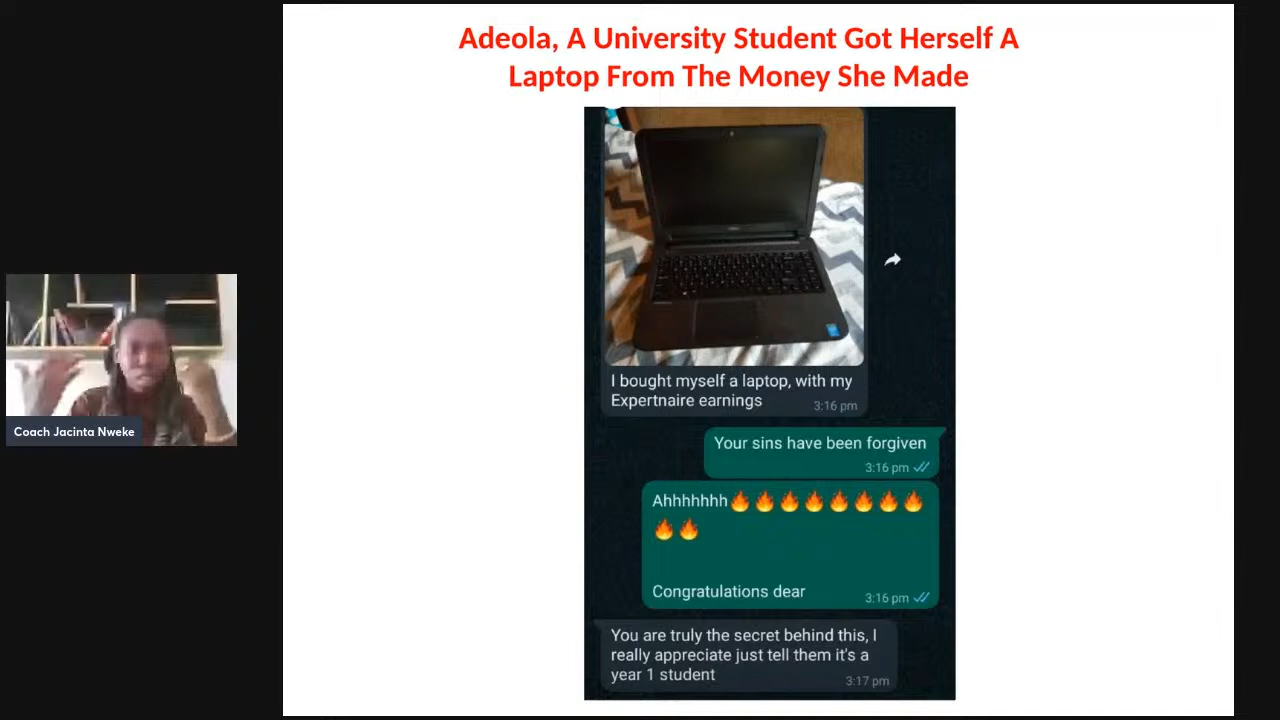 Adeola, A University Student Got Herself A
Laptop From The Money She Made
I bought myself a laptop, with my
Expertnaire earnings
3:16 pm
Your sins have been forgiven
3:16 pm
Ahhhhhhh🔥🔥🔥🔥🔥🔥🔥🔥
🔥🔥
Congratulations dear
3:16 pm
You are truly the secret behind this, I
really appreciate just tell them it's a
year 1 student
3:17 pm
Coach Jacinta Nweke